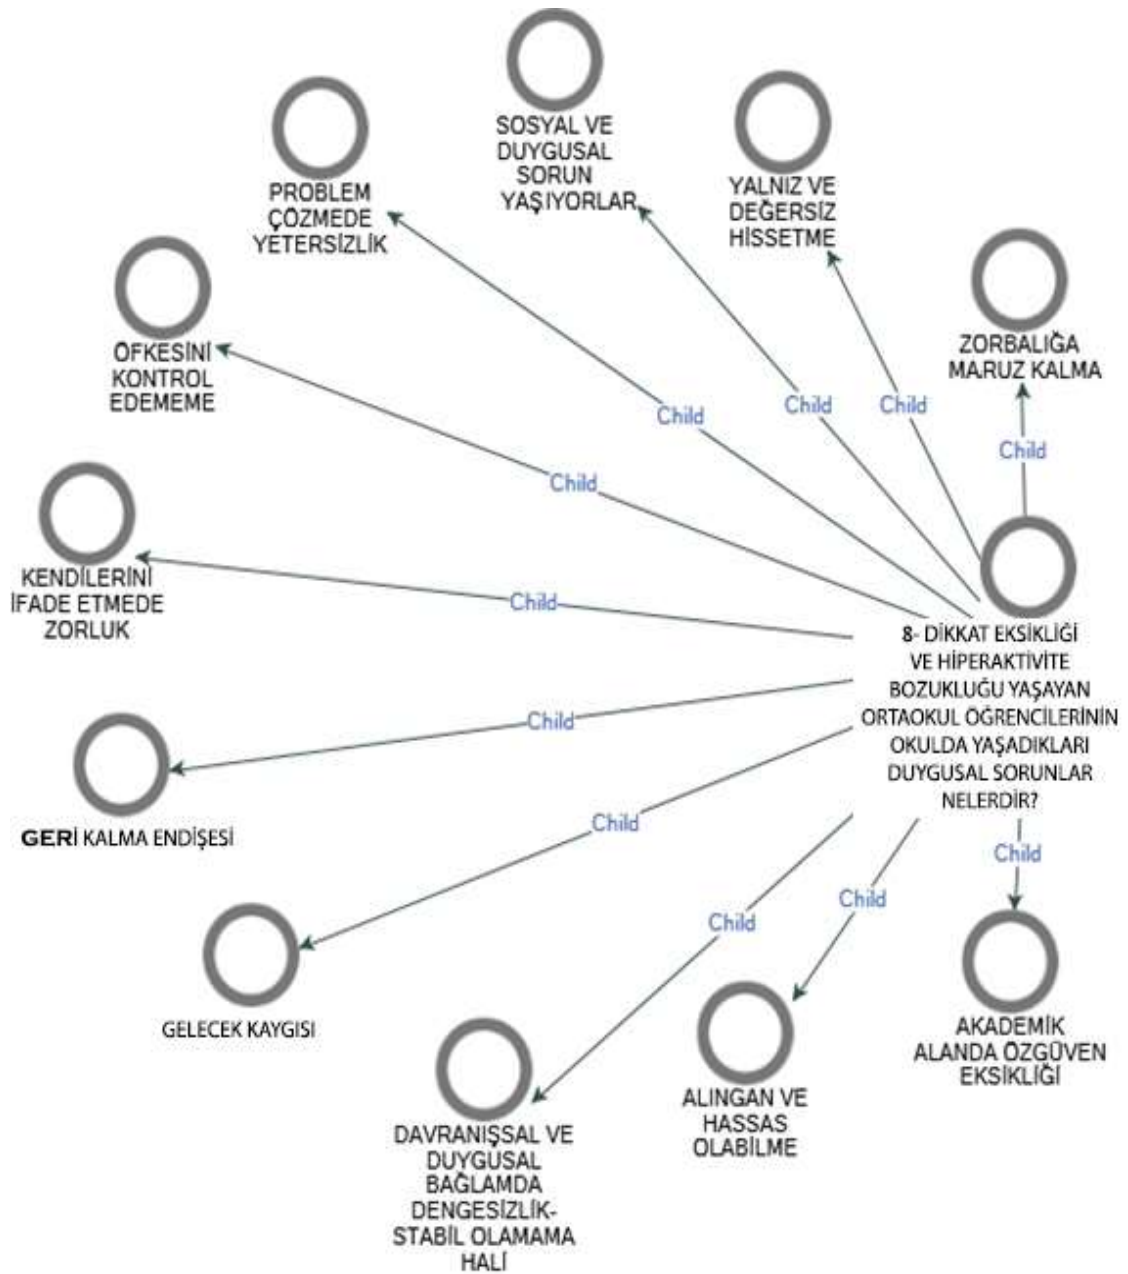 SOSYAL VE
DUYGUSAL
SORUN
YAŞIYORLAR
PROBLEM
ÇÖZMEDE
YETERSİZLİK
YALNIZ VE
DEĞERSİZ
HİSSETME
ÖFKESİNİ
KONTROL
EDEMEME
ZORBALIĞA
MARUZ KALMA
Child
Child
Child
Child
Child
Child
KENDİLERİNİ
İFADE ETMEDE
ZORLUK
Child
8- DİKKAT EKSİKLİĞİ
VE HİPERAKTİVİTE
BOZUKLUĞU YAŞAYAN
ORTAOKUL ÖĞRENCİLERİNİN
OKULDA YAŞADIKLARI
DUYGUSAL SORUNLAR
NELERDİR?
Child
GERİ KALMA ENDİŞESİ
Child
Child
Child
GELECEK KAYGISI
AKADEMİK
ALANDA ÖZGÜVEN
EKSİKLİĞİ
ALINGAN VE
HASSAS
OLABİLME
DAVRANIŞSAL VE
DUYGUSAL
BAĞLAMDA
DENGESİZLİK-
STABİL OLAMAMA
HALİ